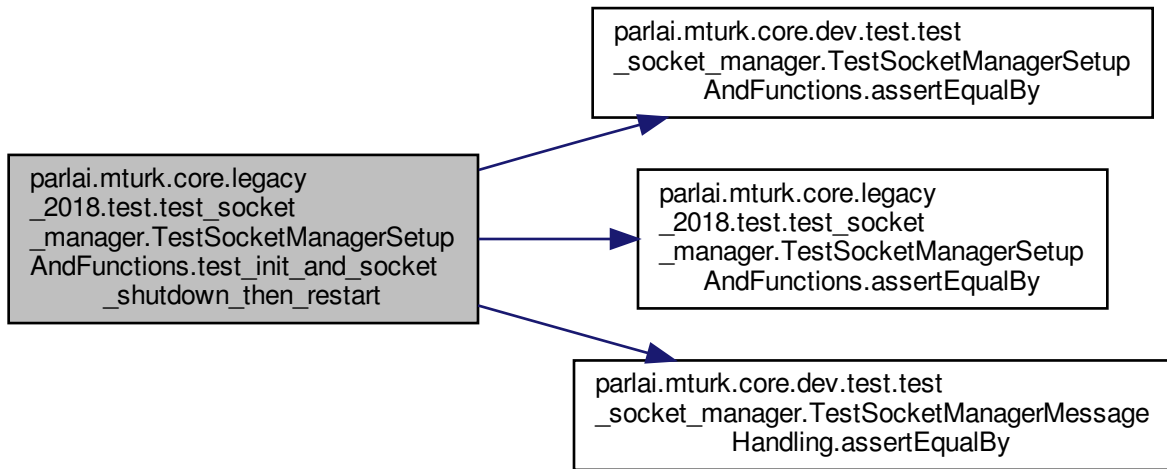 parlai.mturk.core.dev.test.test
_socket_manager.TestSocketManagerSetup
AndFunctions.assertEqualBy
parlai.mturk.core.legacy
_2018.test.test_socket
_manager.TestSocketManagerSetup
AndFunctions.test_init_and_socket
_shutdown_then_restart
parlai.mturk.core.legacy
_2018.test.test_socket
_manager.TestSocketManagerSetup
AndFunctions.assertEqualBy
parlai.mturk.core.dev.test.test
_socket_manager.TestSocketManagerMessage
Handling.assertEqualBy